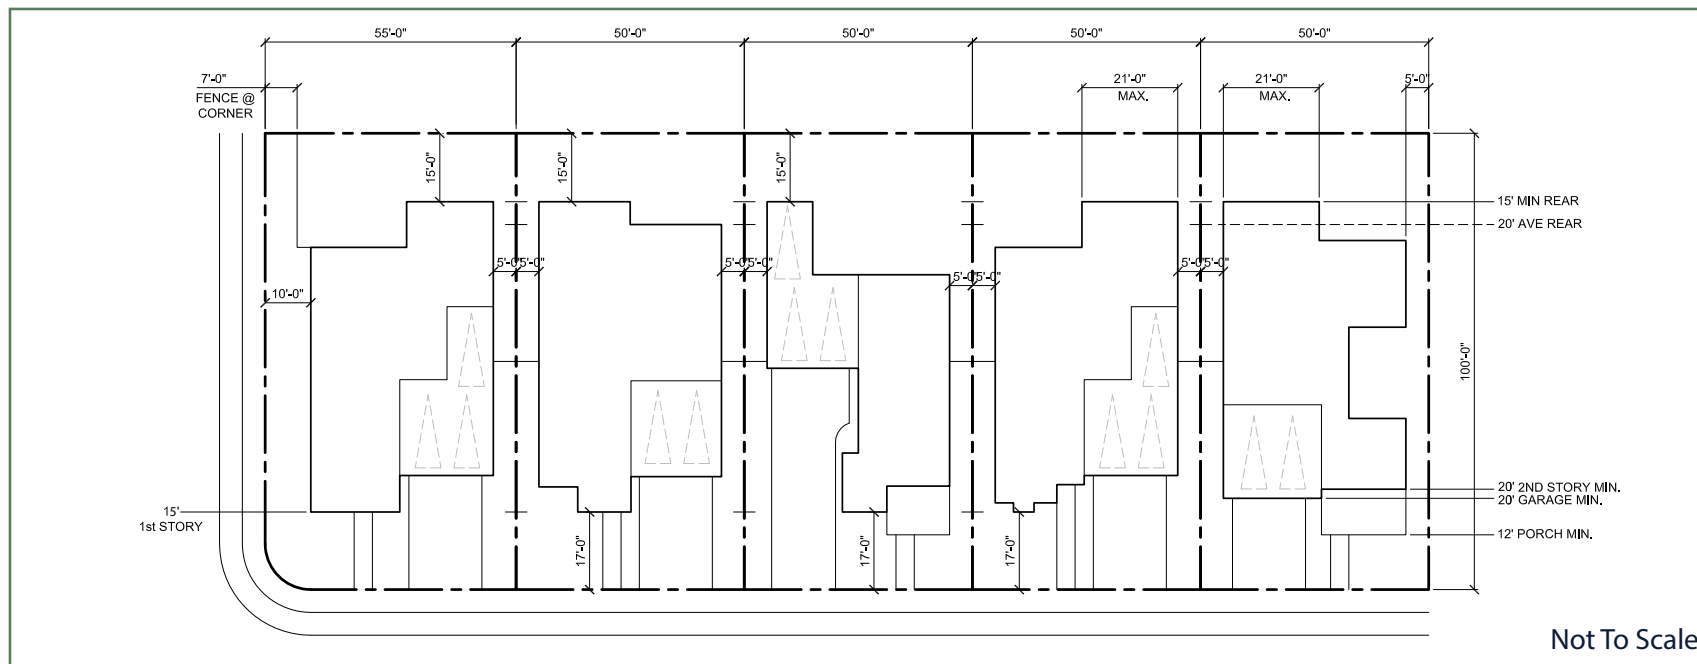 55'-0" 50'-0" 50'-0" 50'-0" 50'-0"
7'-0" 21'-0" 21'-0" 5'-0"
FENCE @ MAX. MAX.
CORNER
15'-0" 15'-0" 15'-0"
15' MIN REAR
20' AVE REAR
5'-0" 5'-0" 5'-0" 5'-0" 5'-0" 5'-0" 5'-0" 5'-0"
10'-0"
100'-0"
20' 2ND STORY MIN.
20' GARAGE MIN.
15'
1st STORY
12' PORCH MIN.
17'-0" 17'-0" 17'-0"
Not To Scale